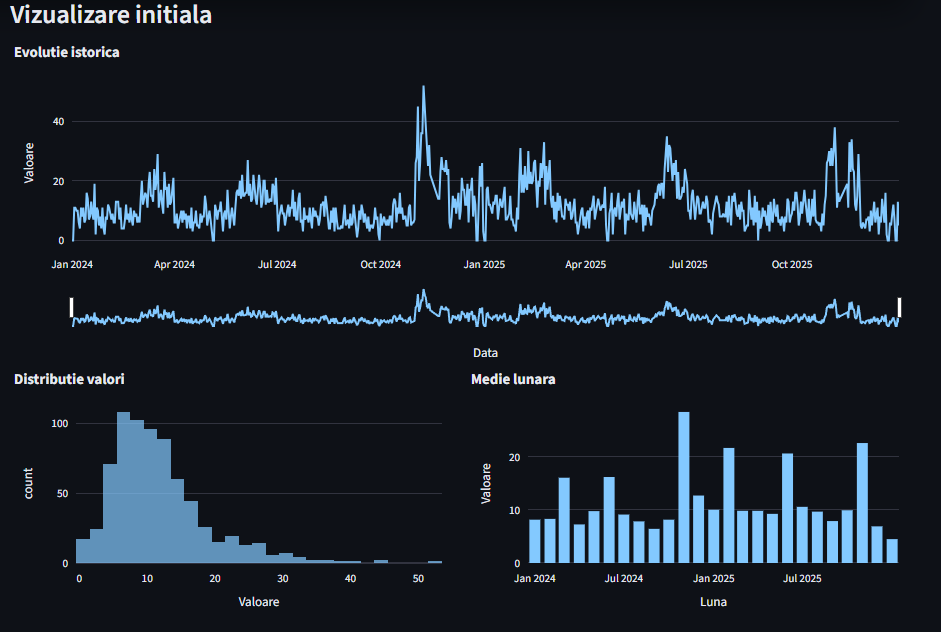 Vizualizare initiala
Evolutie istorica
Valoare
40
20
0
Jan 2024 Apr 2024 Jul 2024 Oct 2024 Jan 2025 Apr 2025 Jul 2025 Oct 2025
Data
Distributie valori
count
100
50
0
0 10 20 30 40 50
Valoare
Medie lunara
Valoare
20
10
0
Jan 2024 Jul 2024 Jan 2025 Jul 2025
Luna